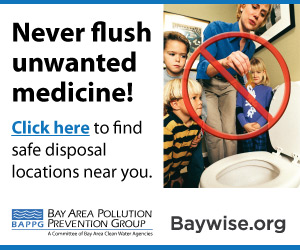 Never flush
unwanted
medicine!
Click here to find
safe disposal
locations near you.
BAPPG
BAY AREA POLLUTION
PREVENTION GROUP
A Committee of Bay Area Clean Water Agencies
Baywise.org